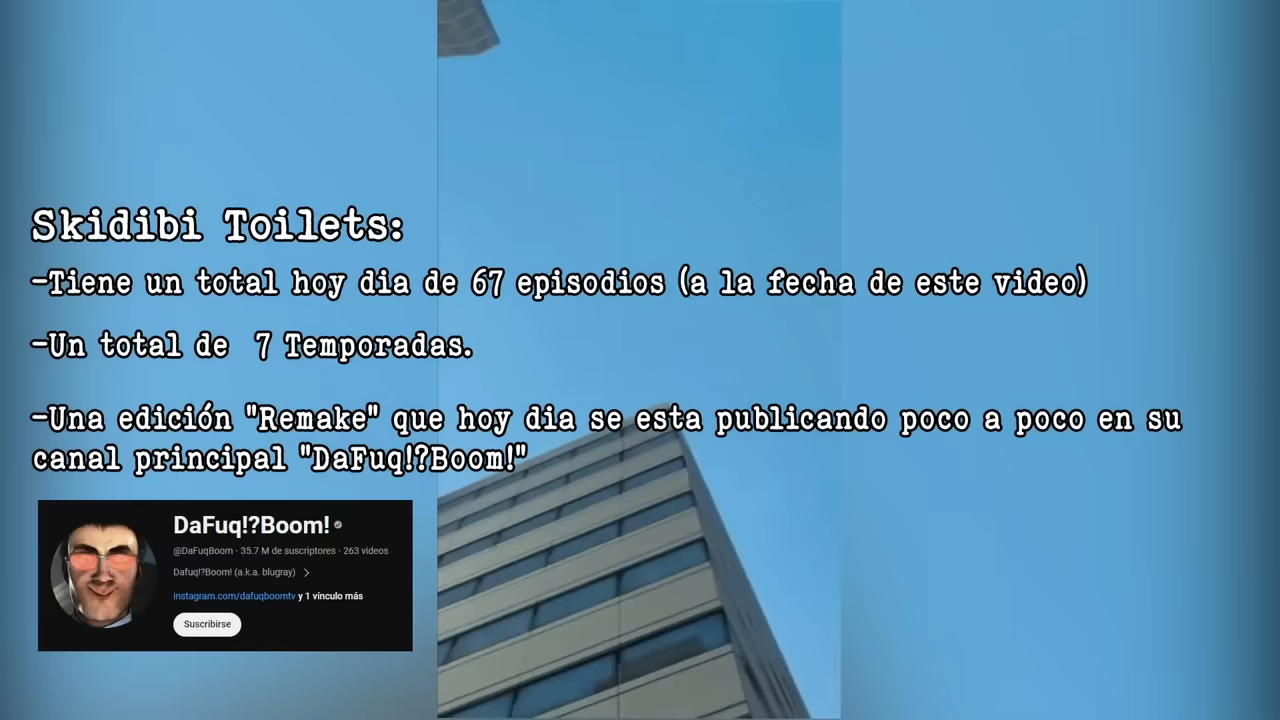 Skidibi Toilets:
-Tiene un total hoy dia de 67 episodios (a la fecha de este video)
-Un total de 7 Temporadas.
-Una edición "Remake" que hoy dia se esta publicando poco a poco en su
canal principal "DaFuq!?Boom!"
DaFuq!?Boom!
@DaFuqBoom · 35.7 M de suscriptores · 263 videos
Dafuq!?Boom! (a.k.a. blugray)
instagram.com/dafuqboomtv y 1 vínculo más
Suscribirse